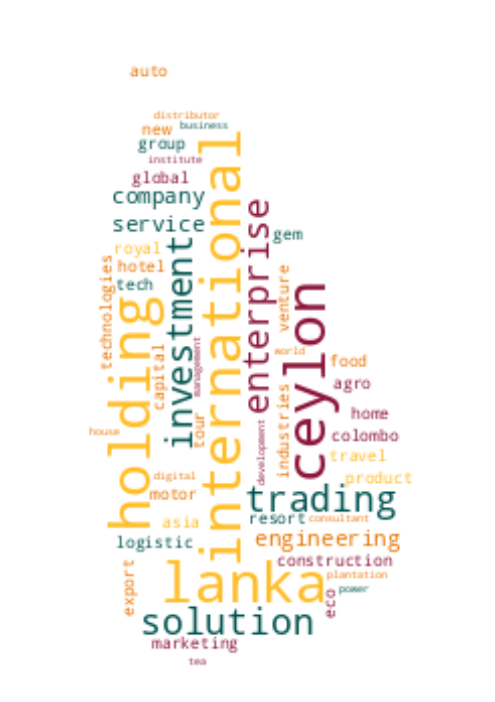 auto
distributor
new
business
group
institute
international
global
company
enterprise
service
gem
investment
royal
hotel
technologies
tech
venture
ceylon
holding
management
capital
world
food
agro
industries
home
tour
house
development
colombo
travel
digital
product
motor
trading
asia
resort
consultant
logistic
engineering
construction
export
lanka
plantation
power
eco
solution
marketing
tea